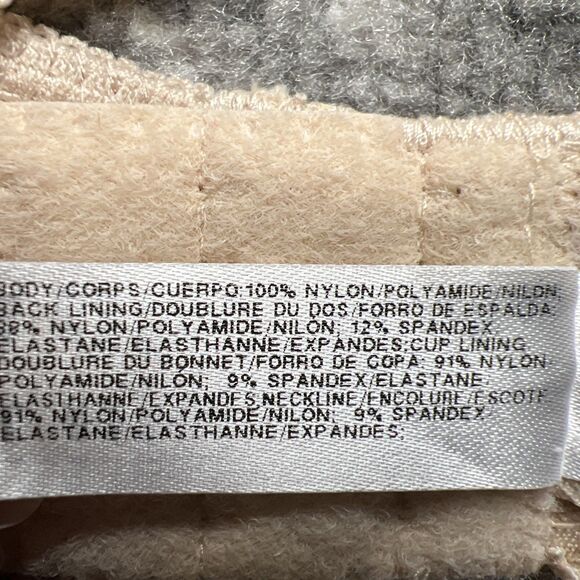 BODY/CORPS/CUERPO:100% NYLON/POLYAMIDE/NILON;
BACK LINING/DOUBLURE DU DOS/FORRO DE ESPALDA:
88% NYLON/POLYAMIDE/NILON; 12% SPANDEX
ELASTANE/ELASTHANNE/EXPANDES;CUP LINING
DOUBLURE DU BONNET/FORRO DE COPA: 91% NYLON
POLYAMIDE/NILON; 9% SPANDEX/ELASTANE
ELASTHANNE/EXPANDES;NECKLINE/ENCOLURE/ESCOTE
91% NYLON/POLYAMIDE/NILON; 9% SPANDEX
ELASTANE/ELASTHANNE/EXPANDES;